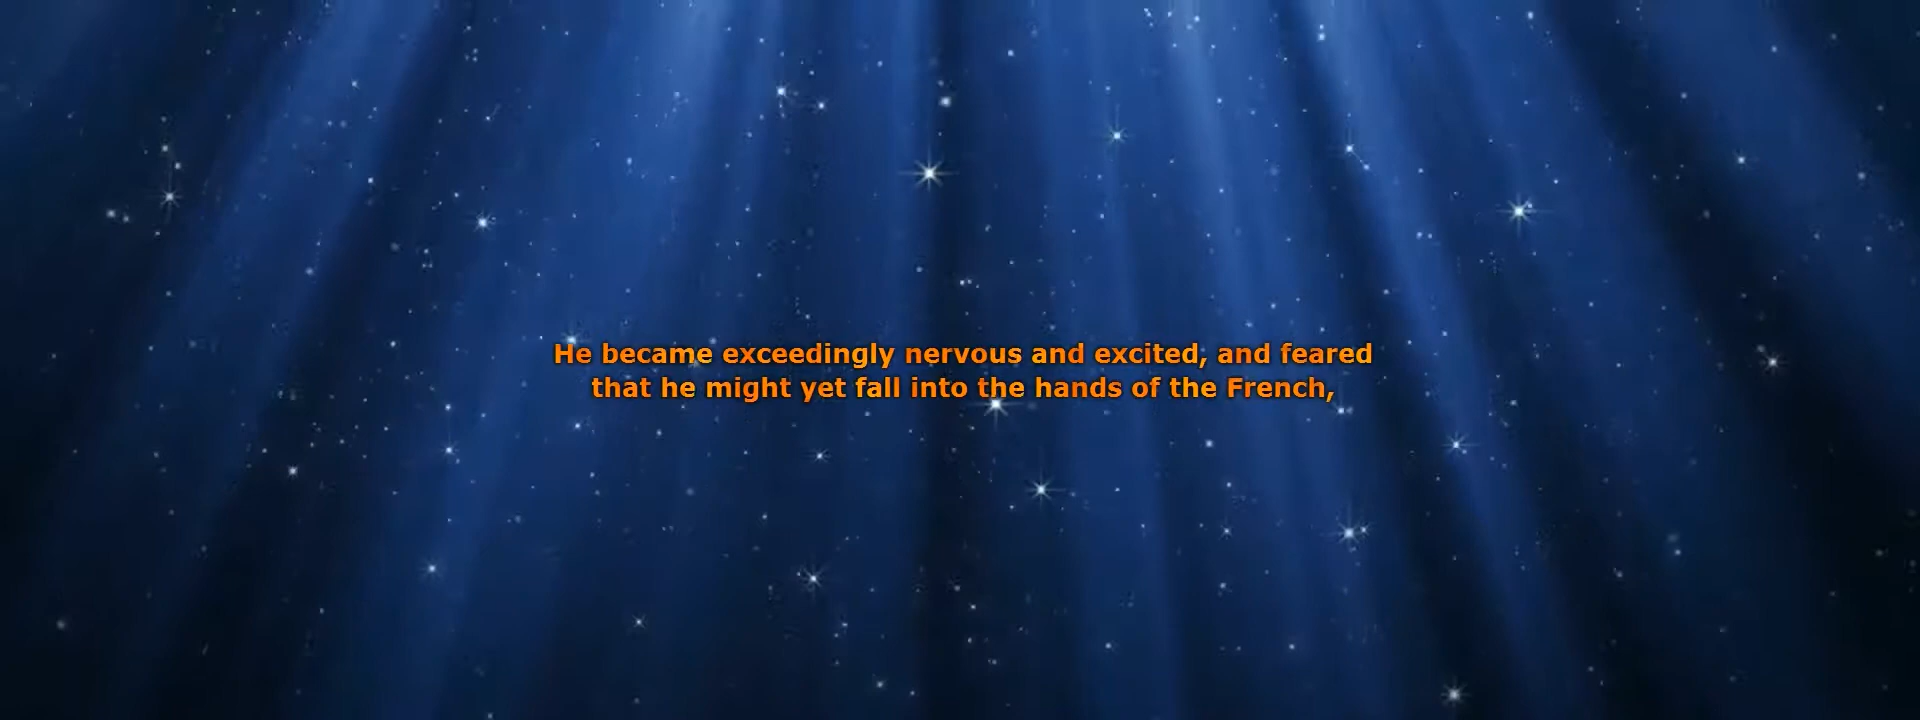 He became exceedingly nervous and excited, and feared
that he might yet fall into the hands of the French,